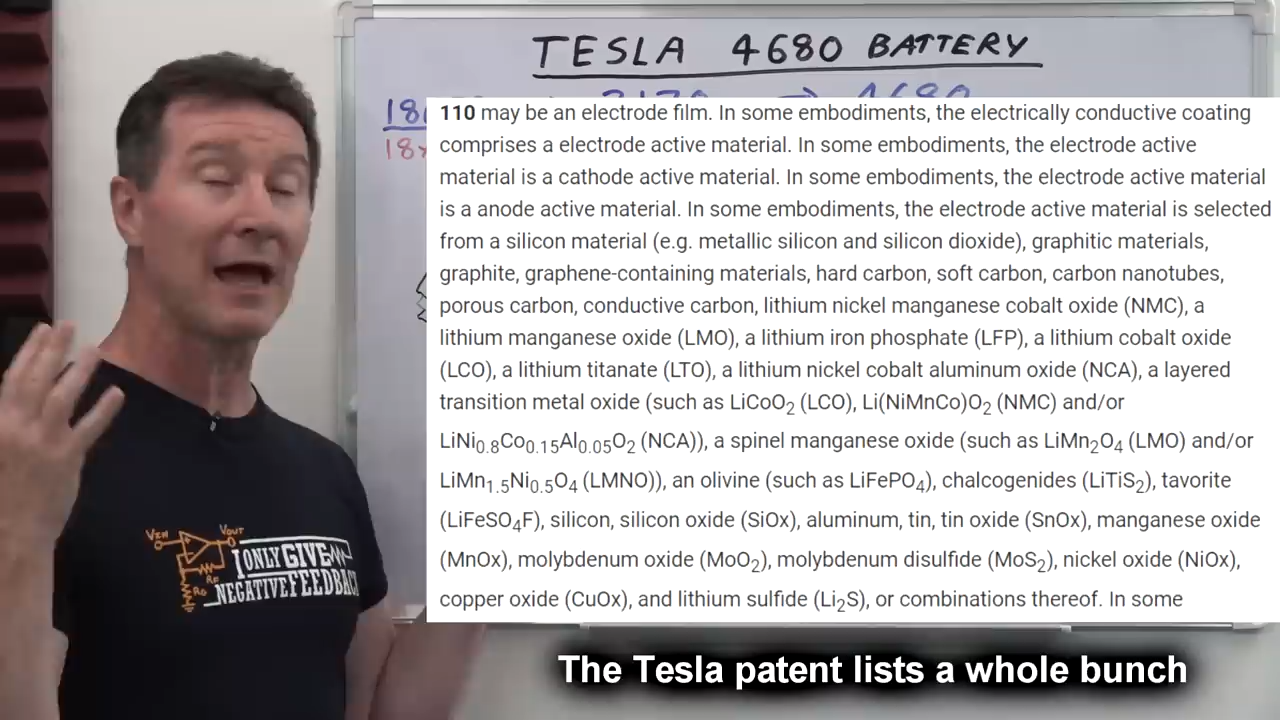 TESLA 4680 BATTERY
110 may be an electrode film. In some embodiments, the electrically conductive coating
comprises a electrode active material. In some embodiments, the electrode active
material is a cathode active material. In some embodiments, the electrode active material
is a anode active material. In some embodiments, the electrode active material is selected
from a silicon material (e.g. metallic silicon and silicon dioxide), graphitic materials,
graphite, graphene-containing materials, hard carbon, soft carbon, carbon nanotubes,
porous carbon, conductive carbon, lithium nickel manganese cobalt oxide (NMC), a
lithium manganese oxide (LMO), a lithium iron phosphate (LFP), a lithium cobalt oxide
(LCO), a lithium titanate (LTO), a lithium nickel cobalt aluminum oxide (NCA), a layered
transition metal oxide (such as LiCoO₂ (LCO), Li(NiMnCo)O₂ (NMC) and/or
LiNi₀.₈Co₀.₁₅Al₀.₀₅O₂ (NCA)), a spinel manganese oxide (such as LiMn₂O₄ (LMO) and/or
LiMn₁.₅Ni₀.₅O₄ (LMNO)), an olivine (such as LiFePO₄), chalcogenides (LiTiS₂), tavorite
(LiFeSO₄F), silicon, silicon oxide (SiOx), aluminum, tin, tin oxide (SnOx), manganese oxide
(MnOx), molybdenum oxide (MoO₂), molybdenum disulfide (MoS₂), nickel oxide (NiOx),
copper oxide (CuOx), and lithium sulfide (Li₂S), or combinations thereof. In some
VIN VOUT
I ONLY GIVE
RF
RG
NEGATIVE FEEDBACK
The Tesla patent lists a whole bunch